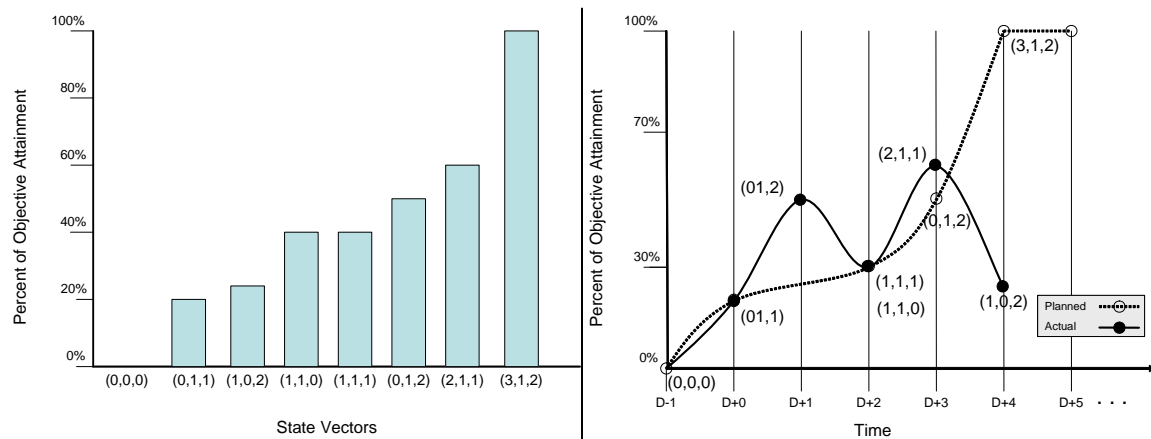 100%
80%
60%
40%
20%
0%
Percent of Objective Attainment
(0,0,0) (0,1,1) (1,0,2) (1,1,0) (1,1,1) (0,1,2) (2,1,1) (3,1,2)
State Vectors
100%
70%
30%
0%
Percent of Objective Attainment
(3,1,2)
(2,1,1)
(01,2)
(0,1,2)
(1,1,1)
(1,1,0)
(01,1)
(1,0,2)
(0,0,0)
Planned
Actual
D-1 D+0 D+1 D+2 D+3 D+4 D+5 . . .
Time